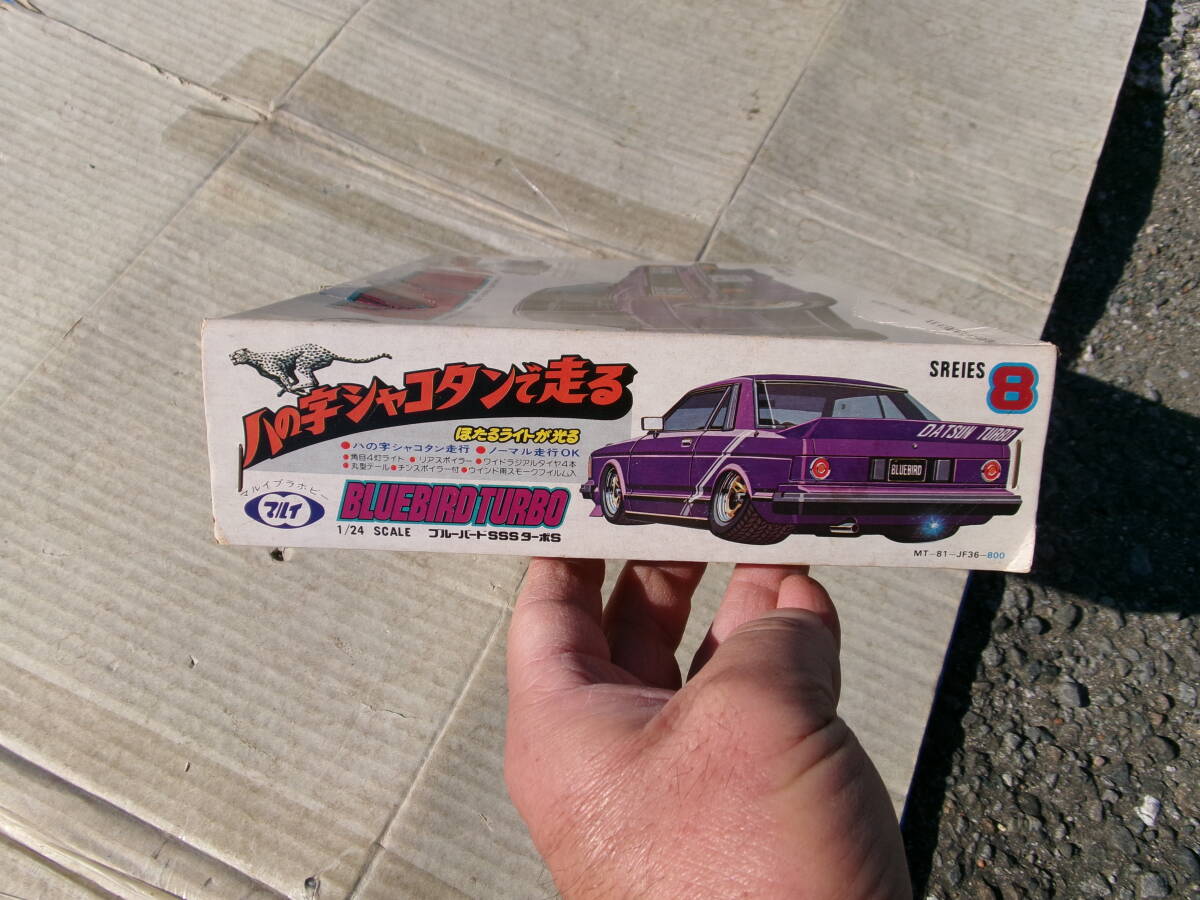 ハの字シャコタンで走る
ほたるライトが光る
●ハの字シャコタン走行 ●ノーマル走行OK
●角目4灯ライト ●リアスポイラー ●ワイドラジアルタイヤ4本
●丸型テール ●チンスポイラー付 ●ウインド用スモークフィルム入
マルイプラホビー
マルイ
BLUEBIRD TURBO
1/24 SCALE ブルーバードSSSターボS
SREIES 8
DATSUN TURBO
BLUEBIRD
MT-81-JF36-800